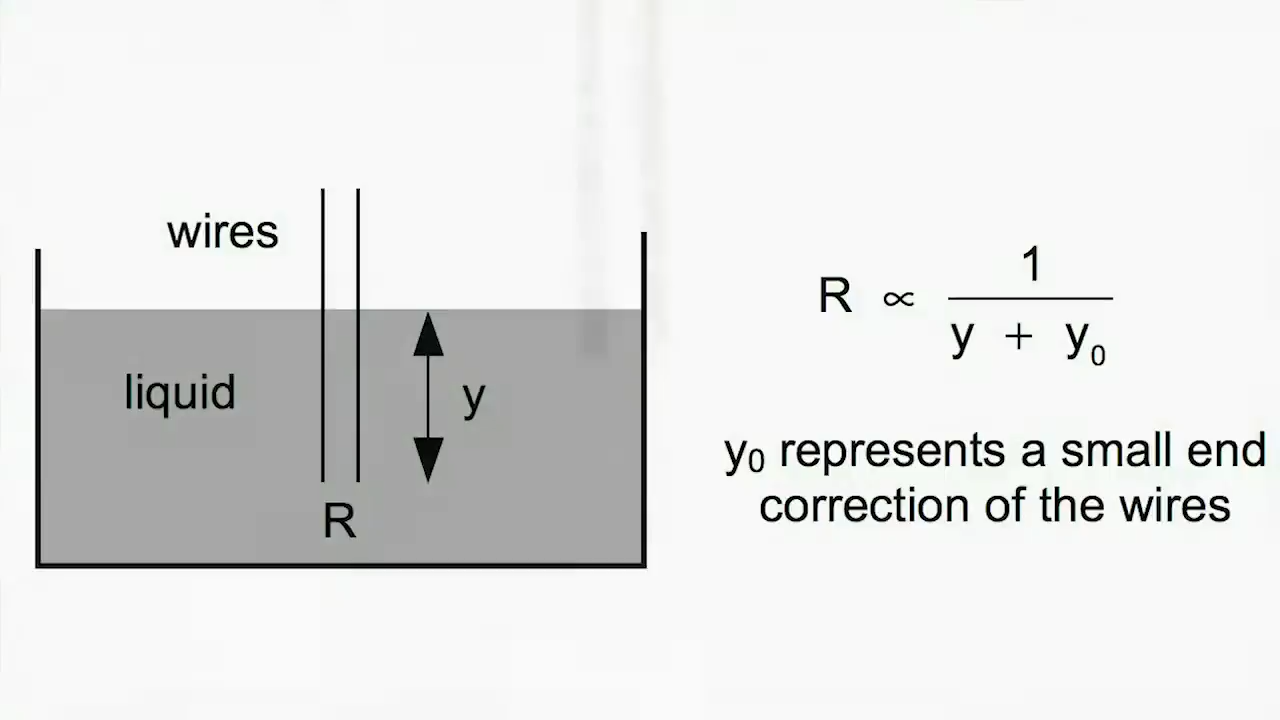 wires
liquid
y
R
R ∝ 1 / (y + y₀)
y₀ represents a small end
correction of the wires